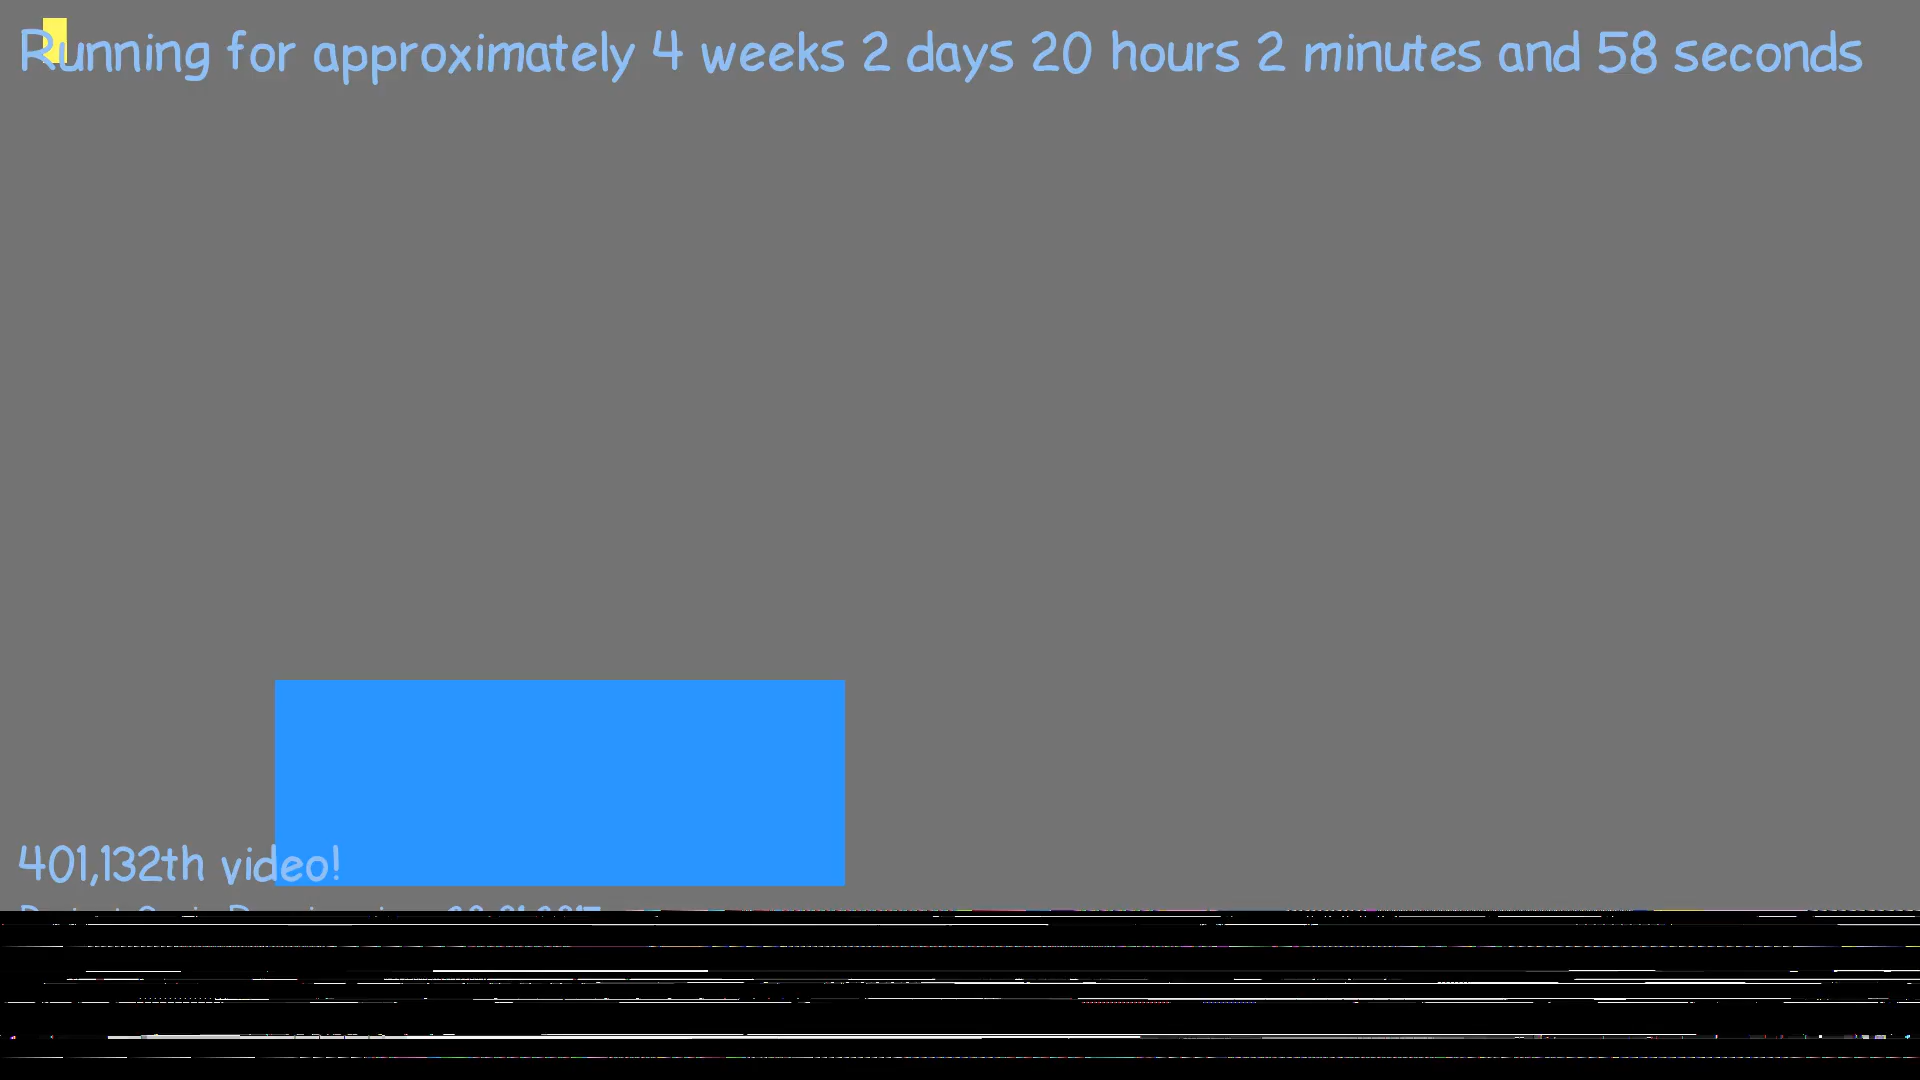 Running for approximately 4 weeks 2 days 20 hours 2 minutes and 58 seconds
401,132th video!